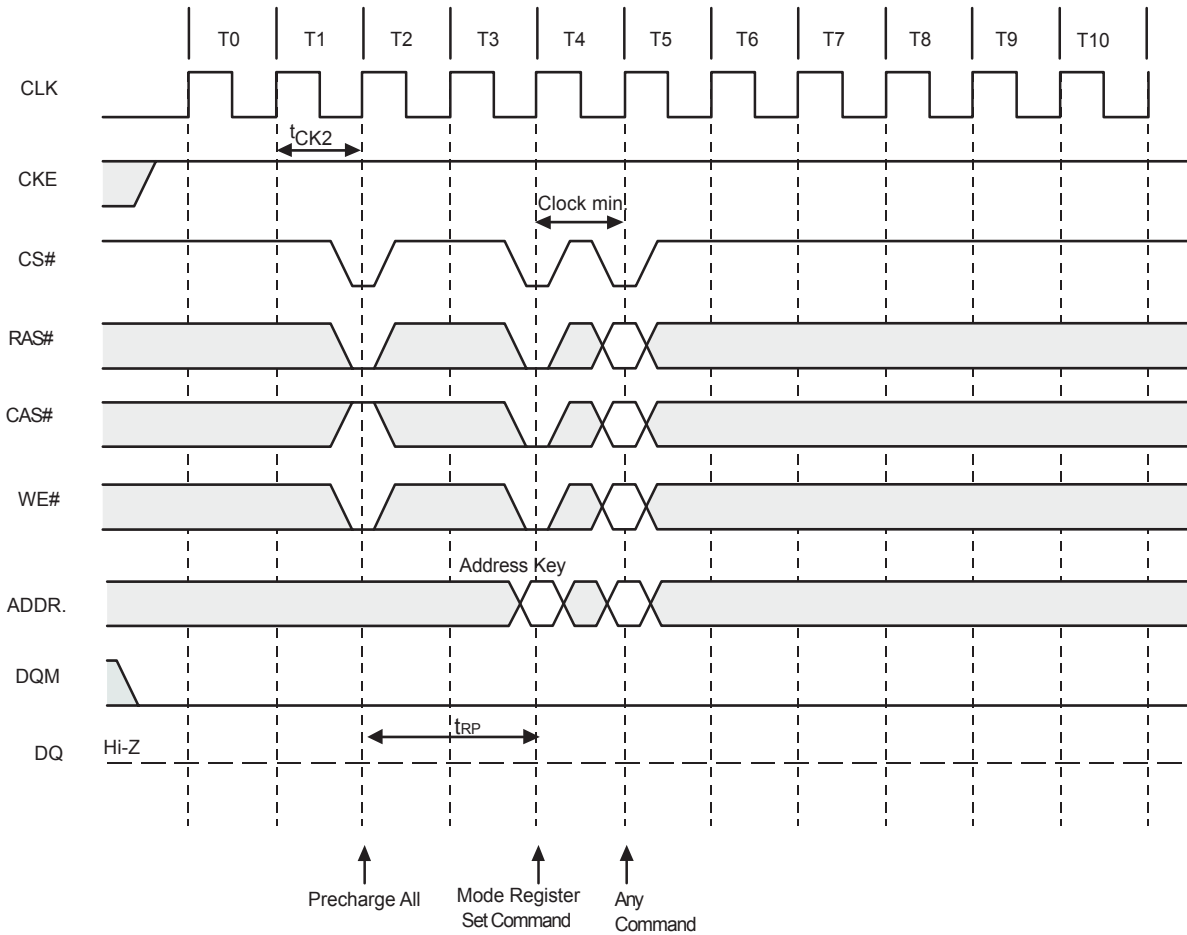 T0 T1 T2 T3 T4 T5 T6 T7 T8 T9 T10
CLK
tCK2
CKE
Clock min.
CS#
RAS#
CAS#
WE#
Address Key
ADDR.
DQM
tRP
DQ
Hi-Z
Precharge All
Mode Register
Set Command
Any
Command